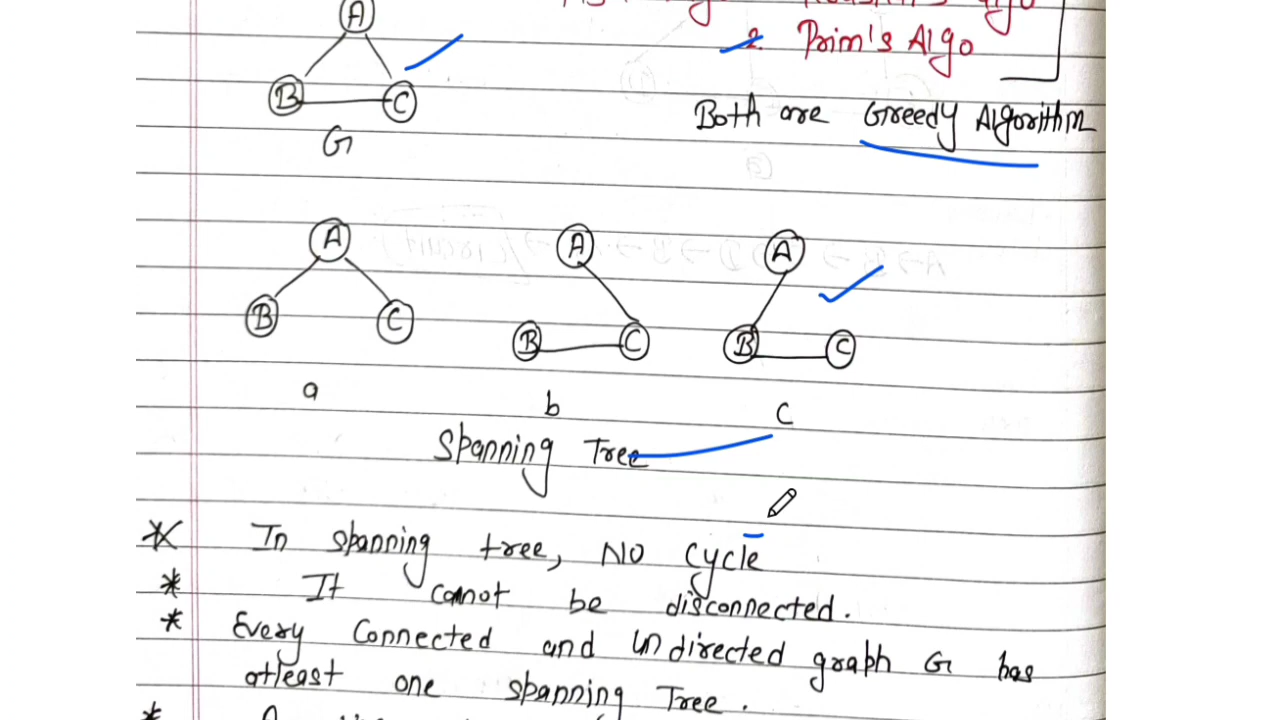 A
2. Prim's Algo
B C
G
Both are Greedy Algorithm
A A A
B C B C B C
a b c
Spanning Tree
* In spanning tree, No cycle
* It cannot be disconnected.
* Every Connected and Undirected graph G has
atleast one spanning Tree.
*